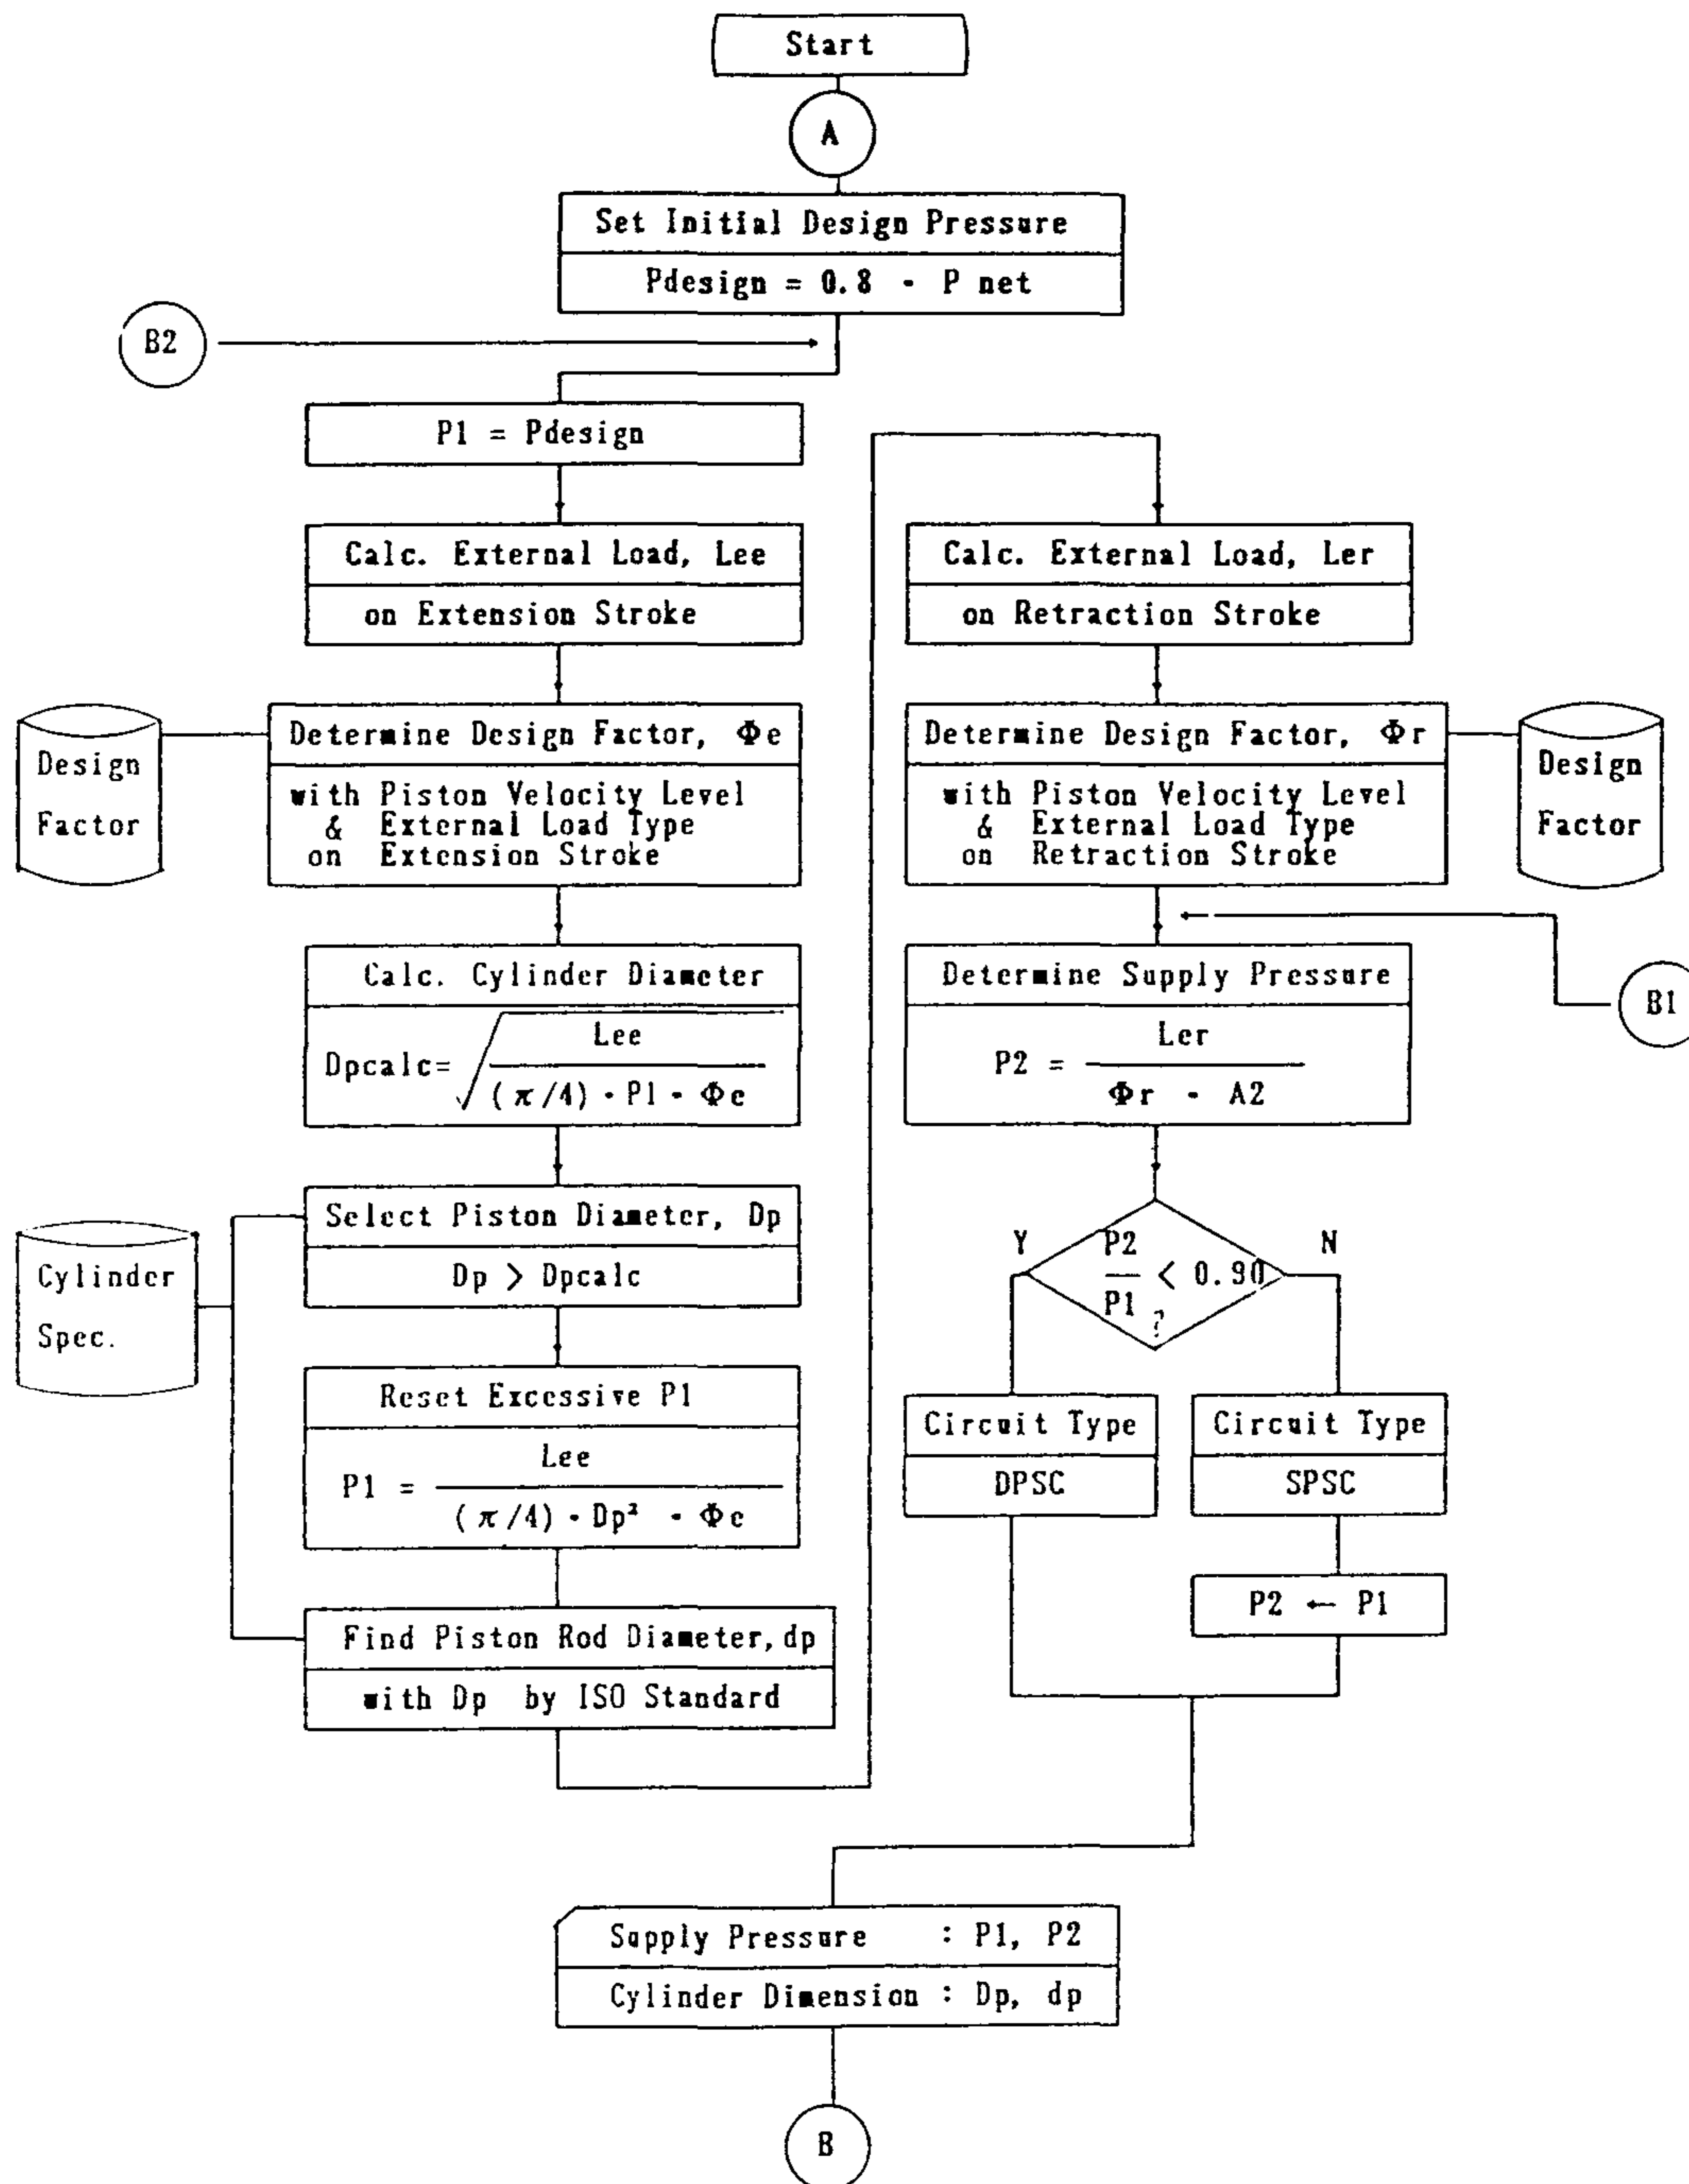 Start
A
Set Initial Design Pressure
Pdesign = 0.8 · P net
B2
P1 = Pdesign
Calc. External Load, Lee
on Extension Stroke
Design
Factor
Determine Design Factor, Φe
with Piston Velocity Level
& External Load Type
on Extension Stroke
Calc. Cylinder Diameter
Dpcalc= √
Lee
(π/4) · P1 · Φe
Cylinder
Spec.
Select Piston Diameter, Dp
Dp > Dpcalc
Reset Excessive P1
P1 =
Lee
(π/4) · Dp² · Φe
Find Piston Rod Diameter, dp
with Dp by ISO Standard
Calc. External Load, Ler
on Retraction Stroke
Determine Design Factor, Φr
with Piston Velocity Level
& External Load Type
on Retraction Stroke
Design
Factor
Determine Supply Pressure
P2 =
Ler
Φr · A2
B1
Y
P2
P1
< 0.90
?
N
Circuit Type
DPSC
Circuit Type
SPSC
P2 ← P1
Supply Pressure : P1, P2
Cylinder Dimension : Dp, dp
B